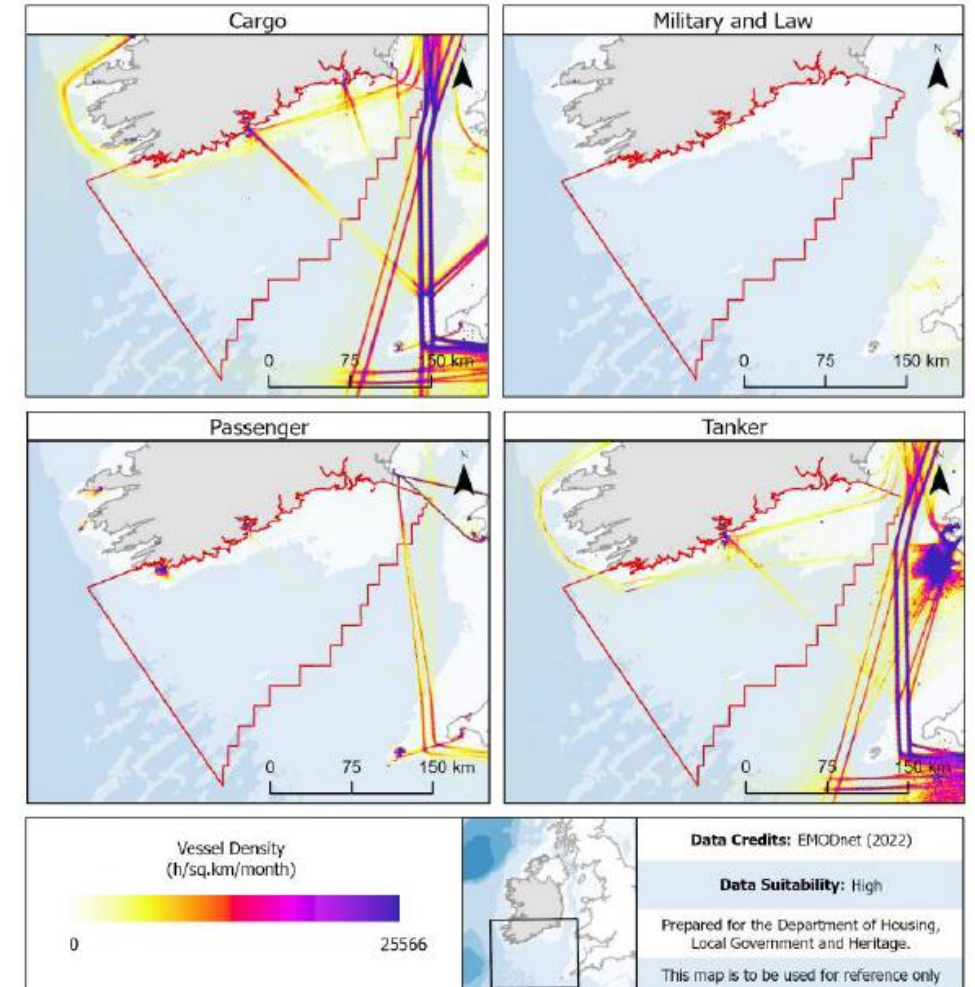 Cargo
N
0 75 150 km
Military and Law
N
0 75 150 km
Passenger
N
0 75 150 km
Tanker
N
0 75 150 km
Vessel Density
(h/sq.km/month)
0 25566
Data Credits: EMODnet (2022)
Data Suitability: High
Prepared for the Department of Housing,
Local Government and Heritage.
This map is to be used for reference only